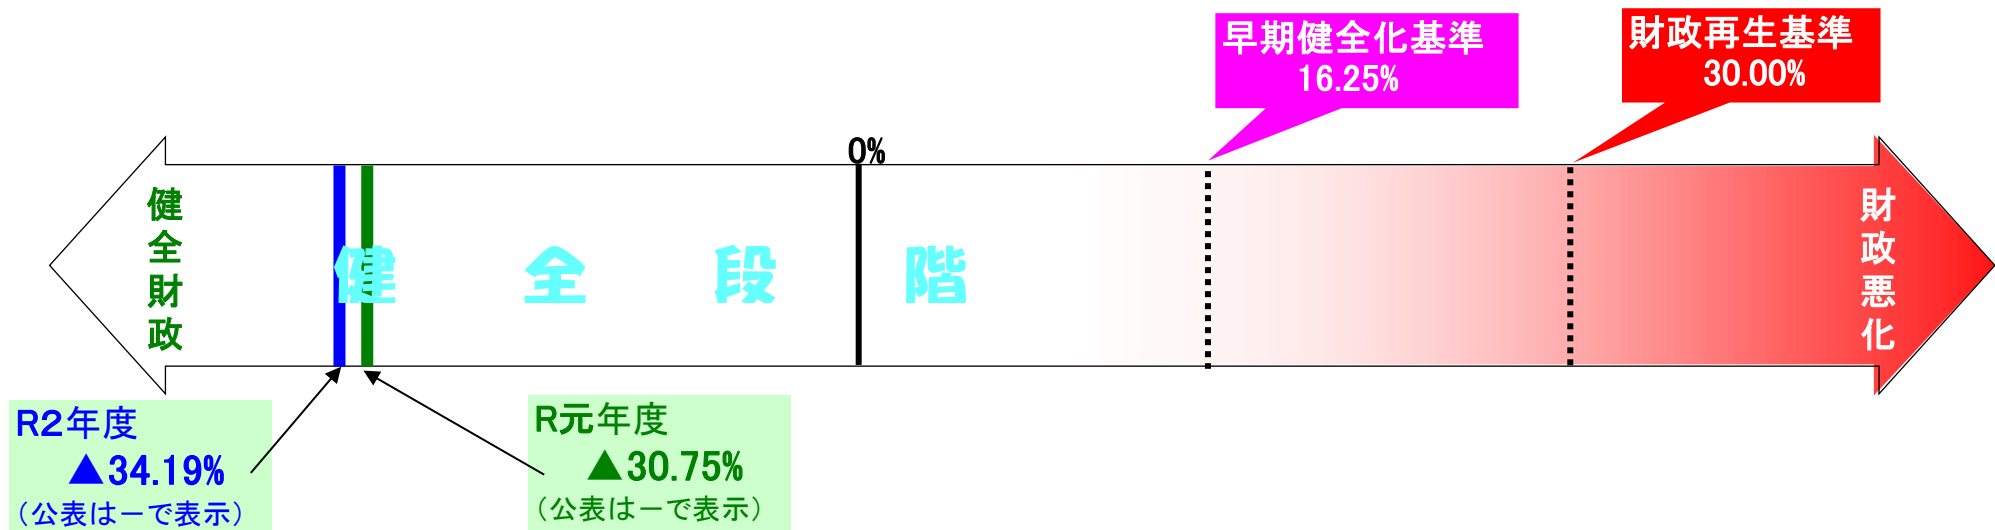 早期健全化基準
16.25%
財政再生基準
30.00%
0%
健全財政
健全段階
財政悪化
R2年度
▲34.19%
（公表は－で表示）
R元年度
▲30.75%
（公表は－で表示）